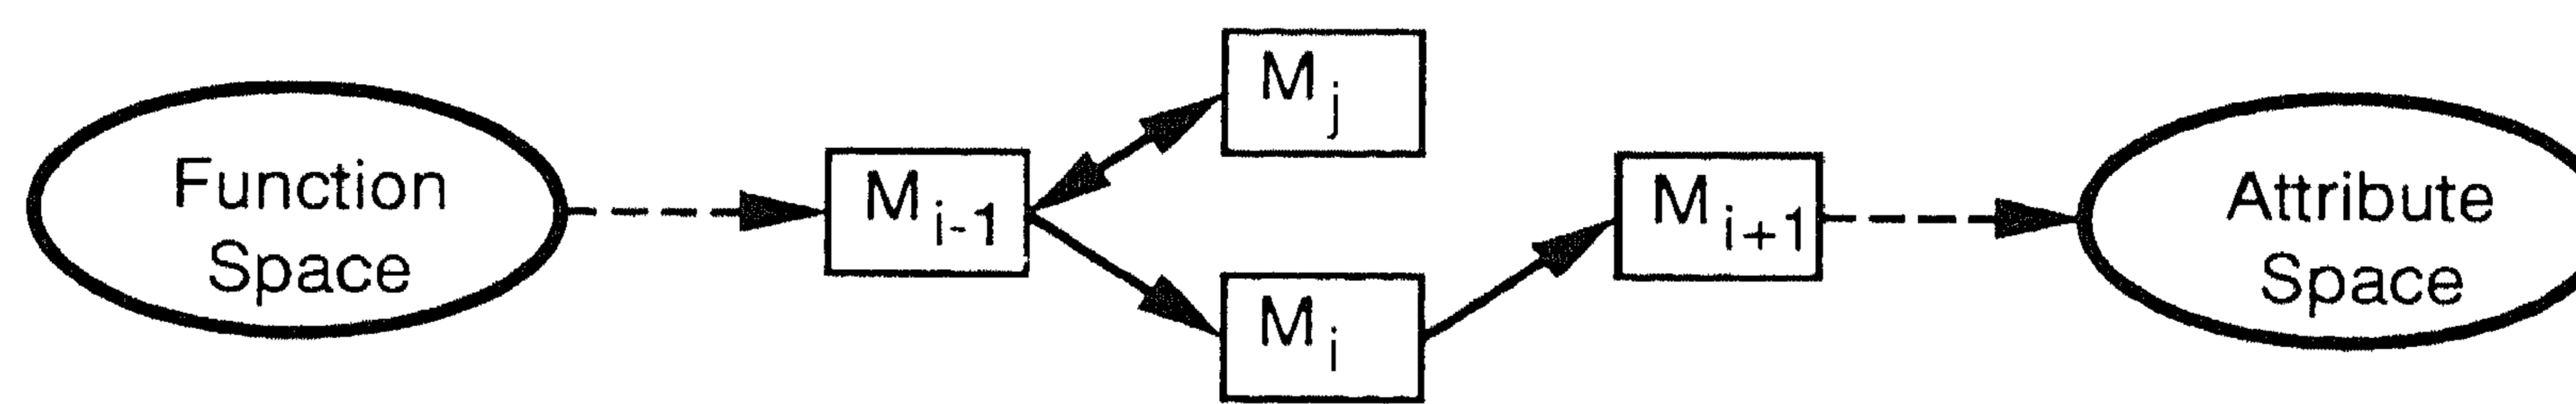 Function
Space
M i-1
M j
M i
M i+1
Attribute
Space